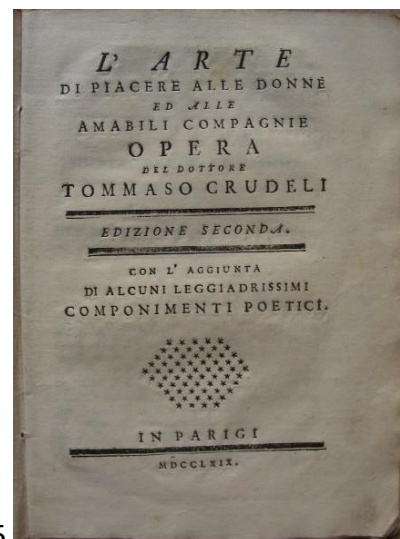 L' ARTE
DI PIACERE ALLE DONNE
ED ALLE
AMABILI COMPAGNIE
OPERA
DEL DOTTORE
TOMMASO CRUDELI
EDIZIONE SECONDA.
CON L' AGGIUNTA
DI ALCUNI LEGGIADRISSIMI
COMPONIMENTI POETICI.
IN PARIGI
MDCCLXIX.